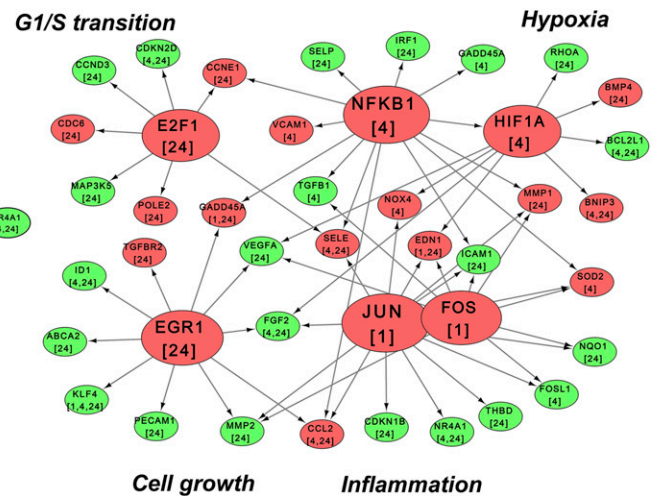 G1/S transition
Hypoxia
CDKN2D
[4,24]
CCND3
[24]
CCNE1
[24]
SELP
[24]
IRF1
[24]
GADD45A
[4]
RHOA
[24]
BMP4
[24]
CDC6
[24]
E2F1
[24]
VCAM1
[4]
NFKB1
[4]
HIF1A
[4]
BCL2L1
[4,24]
MAP3K5
[24]
POLE2
[24]
GADD45A
[1,24]
TGFB1
[4]
NOX4
[4]
MMP1
[24]
BNIP3
[4,24]
R4A1
,24]
TGFBR2
[24]
VEGFA
[24]
SELE
[4,24]
EDN1
[1,24]
ICAM1
[24]
ID1
[4,24]
SOD2
[4]
ABCA2
[24]
EGR1
[24]
FGF2
[4,24]
JUN
[1]
FOS
[1]
NQO1
[24]
KLF4
[1,4,24]
PECAM1
[24]
MMP2
[24]
CCL2
[4,24]
CDKN1B
[24]
NR4A1
[4,24]
THBD
[24]
FOSL1
[4]
Cell growth
Inflammation